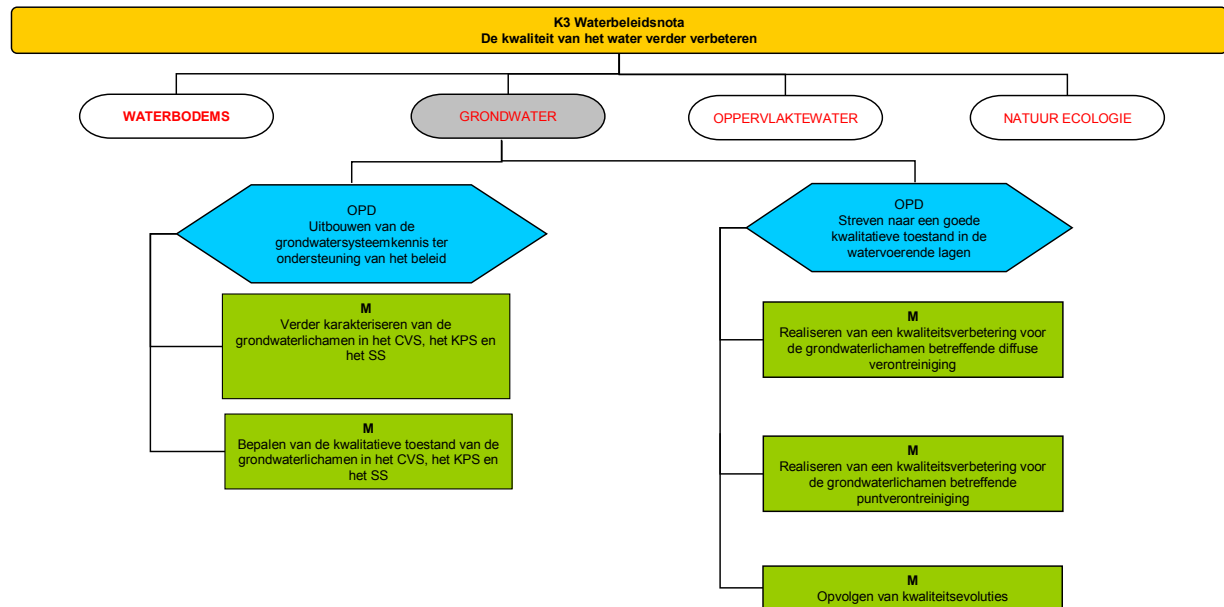 K3 Waterbeleidsnota
De kwaliteit van het water verder verbeteren
WATERBODEMS
GRONDWATER
OPPERVLAKTEWATER
NATUUR ECOLOGIE
OPD
Uitbouwen van de
grondwatersysteemkennis ter
ondersteuning van het beleid
M
Verder karakteriseren van de
grondwaterlichamen in het CVS, het KPS en
het SS
M
Bepalen van de kwalitatieve toestand van de
grondwaterlichamen in het CVS, het KPS en
het SS
OPD
Streven naar een goede
kwalitatieve toestand in de
watervoerende lagen
M
Realiseren van een kwaliteitsverbetering voor
de grondwaterlichamen betreffende diffuse
verontreiniging
M
Realiseren van een kwaliteitsverbetering voor
de grondwaterlichamen betreffende
puntverontreiniging
M
Opvolgen van kwaliteitsevoluties